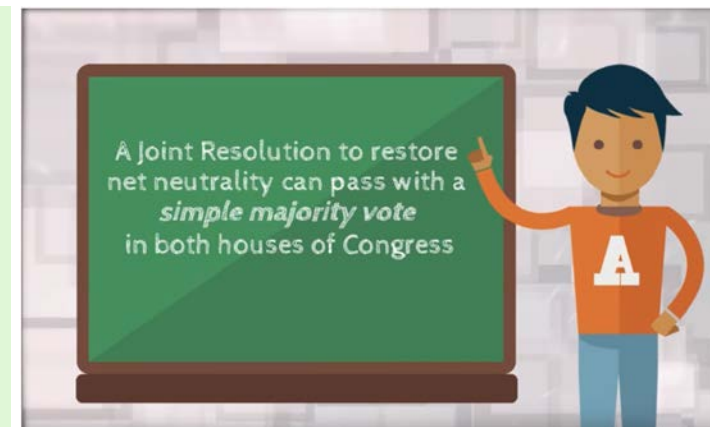 A Joint Resolution to restore
net neutrality can pass with a
simple majority vote
in both houses of Congress
A